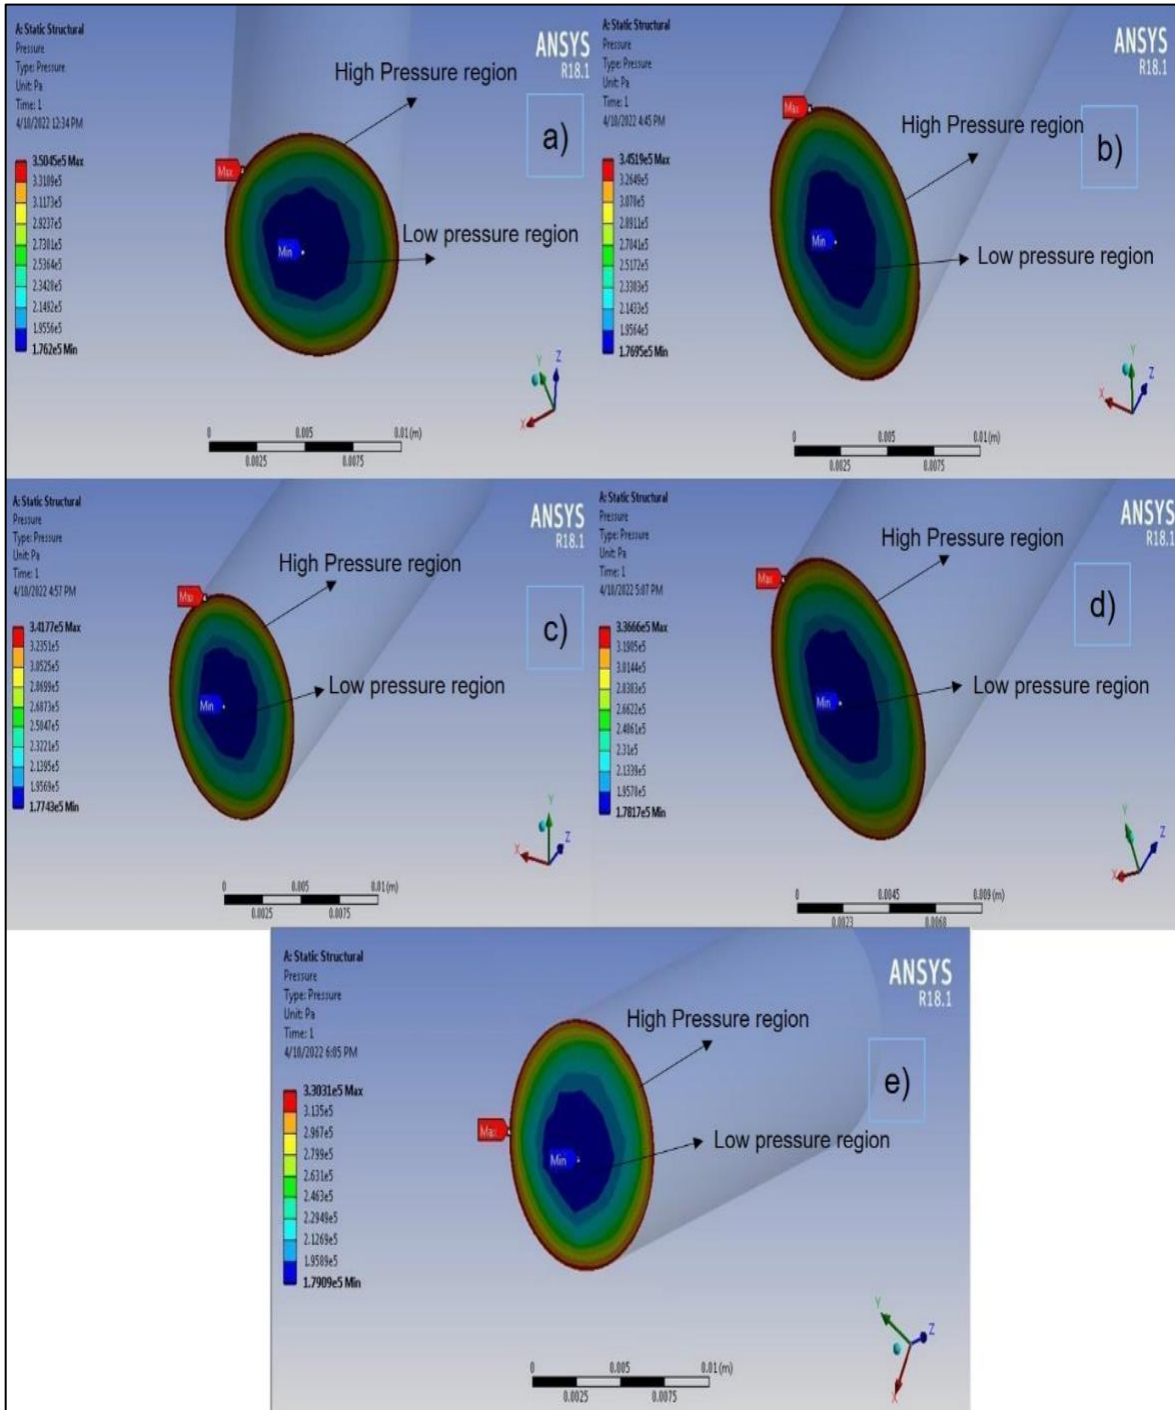 A: Static Structural
Pressure
Type: Pressure
Unit: Pa
Time: 1
4/10/2022 12:34 PM
3.5045e5 Max
3.3109e5
3.1173e5
2.9237e5
2.7301e5
2.5364e5
2.3428e5
2.1492e5
1.9556e5
1.762e5 Min
ANSYS
R18.1
a)
High Pressure region
Low pressure region
Max
Min
X
Y
Z
0
0.005
0.01 (m)
0.0025
0.0075
A: Static Structural
Pressure
Type: Pressure
Unit: Pa
Time: 1
4/10/2022 4:45 PM
3.4519e5 Max
3.2649e5
3.078e5
2.8911e5
2.7041e5
2.5172e5
2.3303e5
2.1433e5
1.9564e5
1.7695e5 Min
ANSYS
R18.1
b)
High Pressure region
Low pressure region
Max
Min
X
Y
Z
0
0.005
0.01 (m)
0.0025
0.0075
A: Static Structural
Pressure
Type: Pressure
Unit: Pa
Time: 1
4/10/2022 4:57 PM
3.4177e5 Max
3.2351e5
3.0525e5
2.8699e5
2.6873e5
2.5047e5
2.3221e5
2.1395e5
1.9569e5
1.7743e5 Min
ANSYS
R18.1
c)
High Pressure region
Low pressure region
Max
Min
X
Y
Z
0
0.005
0.01 (m)
0.0025
0.0075
A: Static Structural
Pressure
Type: Pressure
Unit: Pa
Time: 1
4/10/2022 5:07 PM
3.3666e5 Max
3.1905e5
3.0144e5
2.8383e5
2.6622e5
2.4861e5
2.31e5
2.1339e5
1.9578e5
1.7817e5 Min
ANSYS
R18.1
d)
High Pressure region
Low pressure region
Max
Min
X
Y
Z
0
0.0045
0.009 (m)
0.0023
0.0068
A: Static Structural
Pressure
Type: Pressure
Unit: Pa
Time: 1
4/10/2022 6:05 PM
3.3031e5 Max
3.135e5
2.967e5
2.799e5
2.631e5
2.463e5
2.2949e5
2.1269e5
1.9589e5
1.7909e5 Min
ANSYS
R18.1
e)
High Pressure region
Low pressure region
Max
Min
Y
Z
X
0
0.005
0.01 (m)
0.0025
0.0075